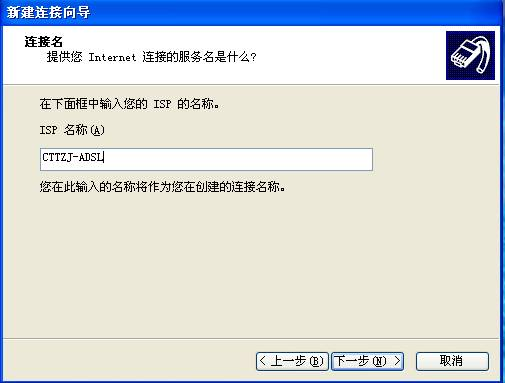 新建连接向导
连接名
提供您 Internet 连接的服务名是什么?
在下面框中输入您的 ISP 的名称。
ISP 名称(A)
CTTZJ-ADSL
您在此输入的名称将作为您在创建的连接名称。
< 上一步(B) 下一步(N) > 取消